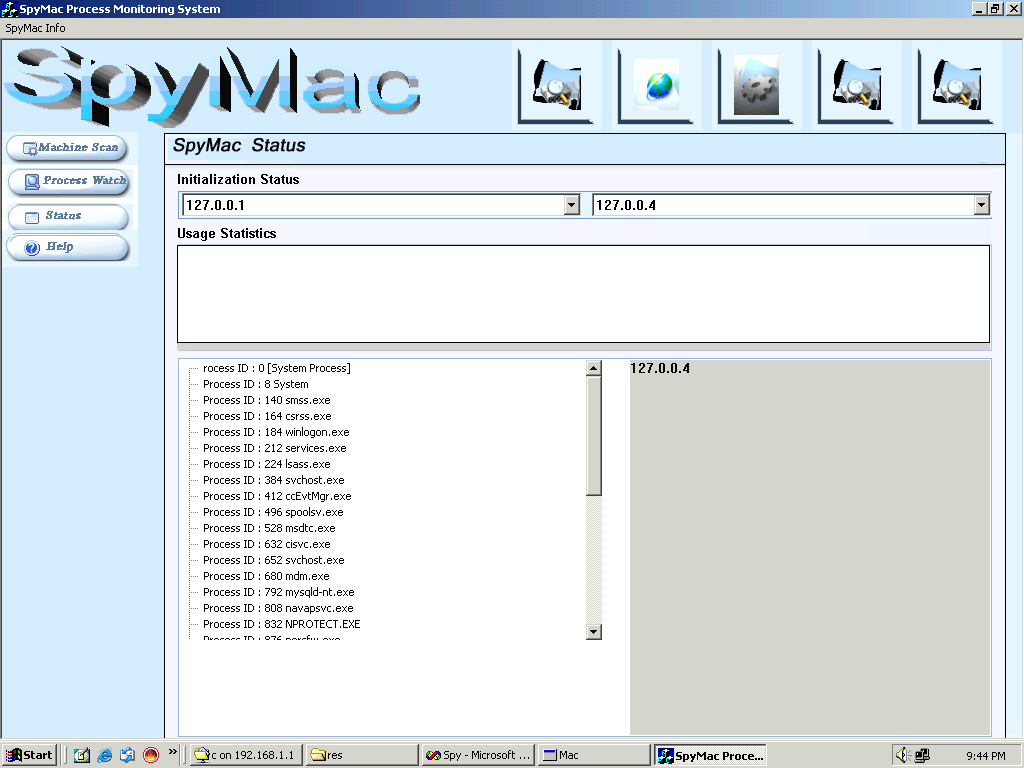 SpyMac Process Monitoring System
SpyMac Info
SpyMac
Machine Scan
Process Watch
Status
Help
SpyMac Status
Initialization Status
127.0.0.1 127.0.0.4
Usage Statistics
rocess ID : 0 [System Process]
Process ID : 8 System
Process ID : 140 smss.exe
Process ID : 164 csrss.exe
Process ID : 184 winlogon.exe
Process ID : 212 services.exe
Process ID : 224 lsass.exe
Process ID : 384 svchost.exe
Process ID : 412 ccEvtMgr.exe
Process ID : 496 spoolsv.exe
Process ID : 528 msdtc.exe
Process ID : 632 cisvc.exe
Process ID : 652 svchost.exe
Process ID : 680 mdm.exe
Process ID : 792 mysqld-nt.exe
Process ID : 808 navapsvc.exe
Process ID : 832 NPROTECT.EXE
Process ID : 876
127.0.0.4
Start » c on 192.168.1.1 res Spy - Microsoft ... Mac SpyMac Proce... 9:44 PM